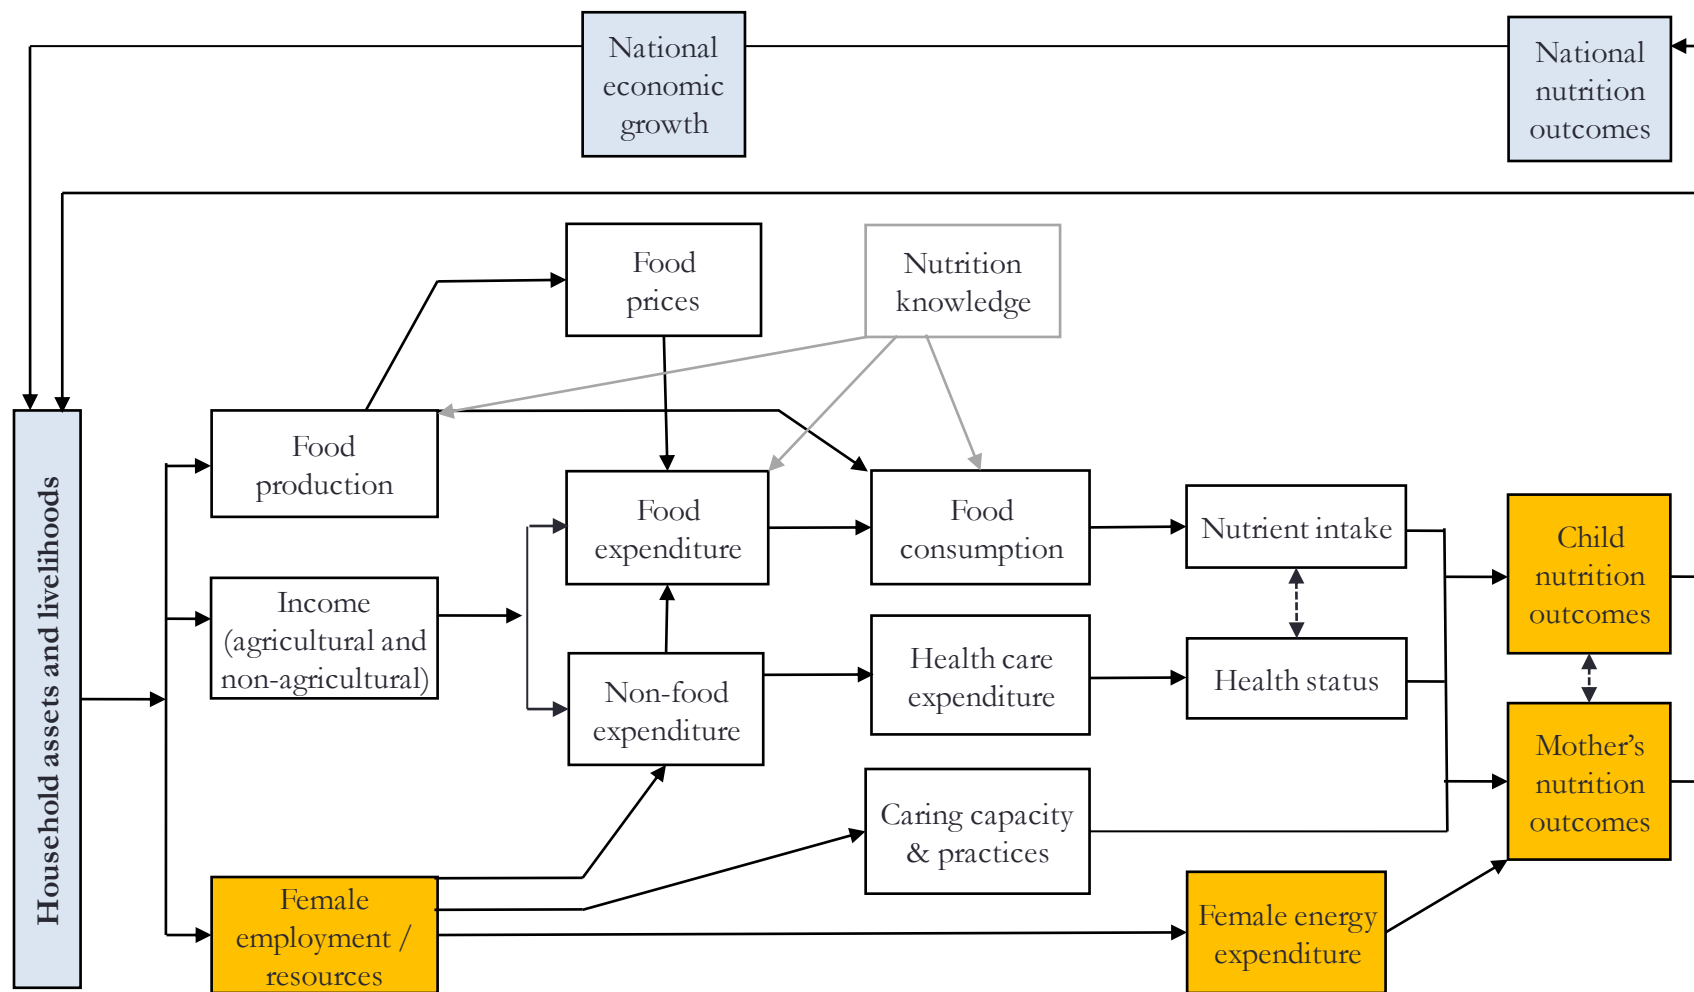 National
economic
growth
National
nutrition
outcomes
Food
prices
Nutrition
knowledge
Household assets and livelihoods
Food
production
Food
expenditure
Food
consumption
Nutrient intake
Child
nutrition
outcomes
Income
(agricultural and
non-agricultural)
Non-food
expenditure
Health care
expenditure
Health status
Mother’s
nutrition
outcomes
Caring capacity
& practices
Female
employment /
resources
Female energy
expenditure